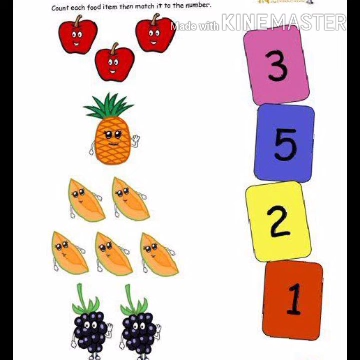 Count each food item then match it to the number.
Made with KINEMASTER
3
5
2
1